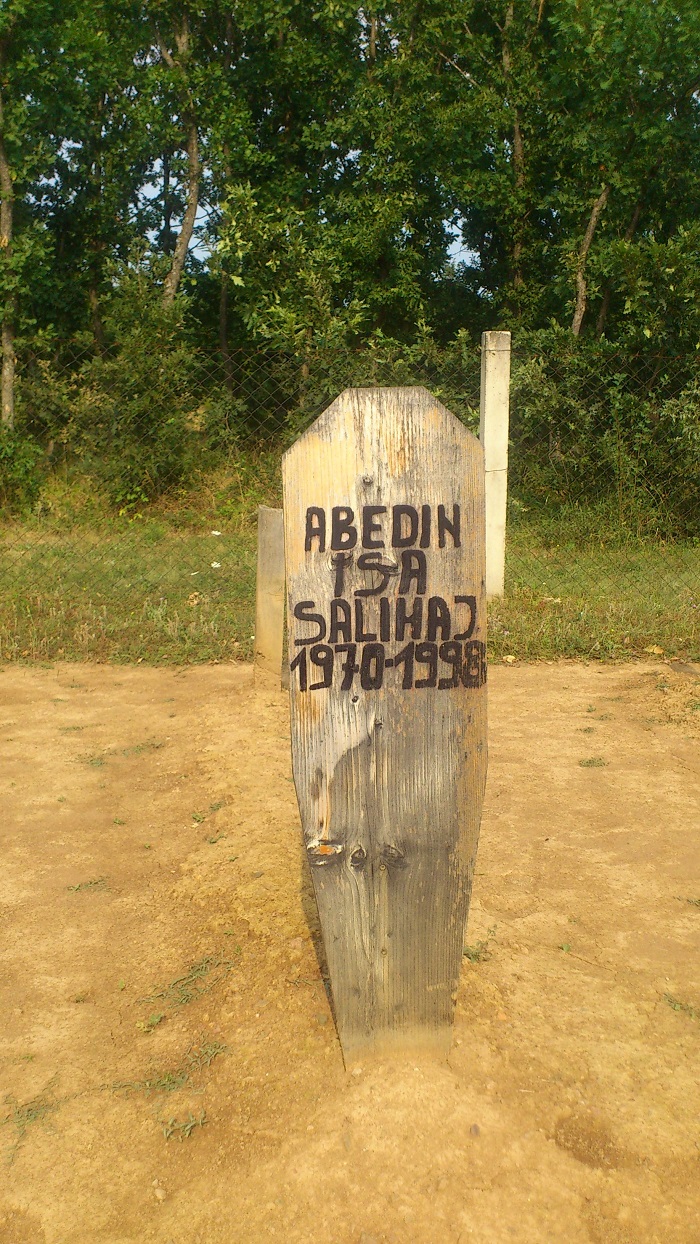 ABEDIN
ISA
SALIHAJ
1970-1998